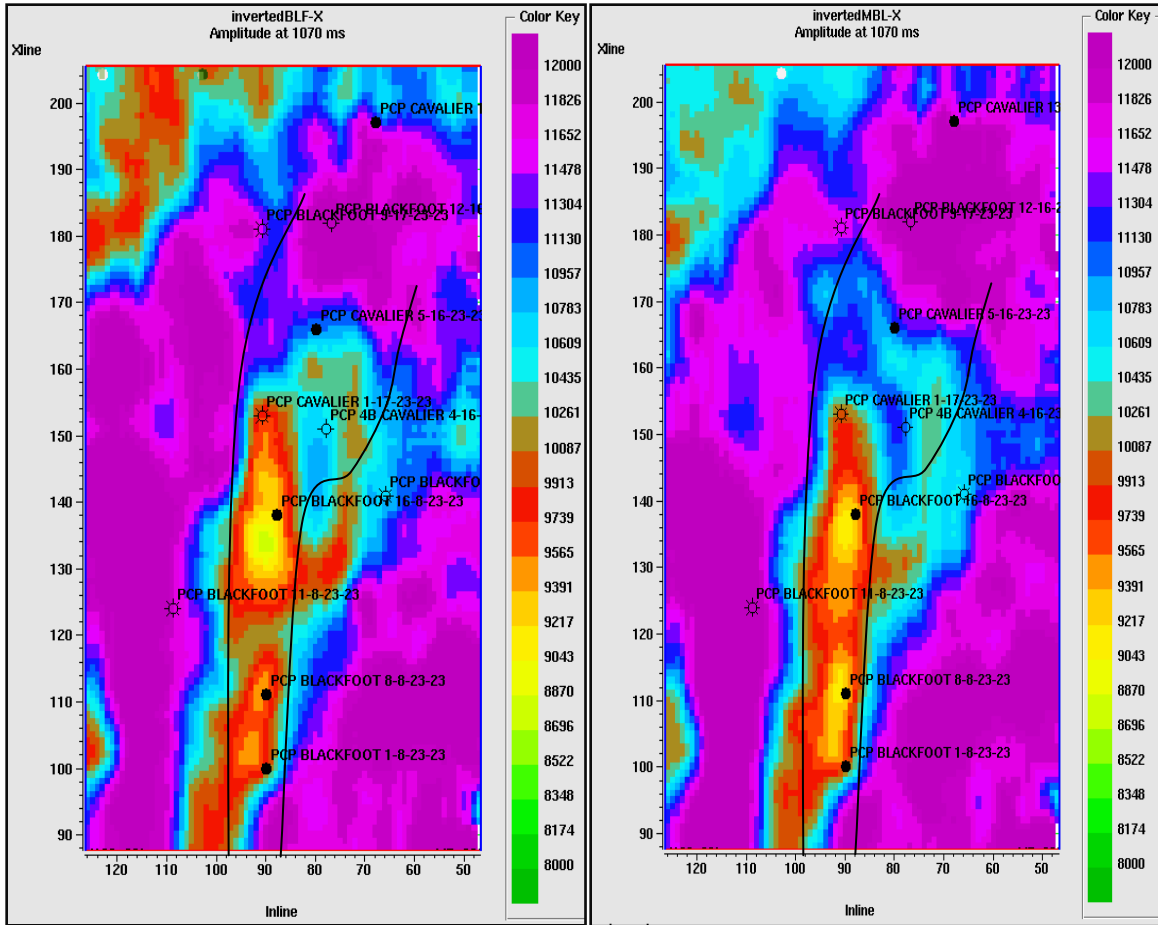 invertedBLF-X
Amplitude at 1070 ms
Xline
Color Key
200
190
180
170
160
150
140
130
120
110
100
90
PCP CAVALIER 1
PCP BLACKFOOT 12-16
PCP BLACKFOOT 9-17-23-23
PCP CAVALIER 5-16-23-23
PCP CAVALIER 1-17-23-23
PCP 4B CAVALIER 4-16-
PCP BLACKFOO
PCP BLACKFOOT 16-8-23-23
PCP BLACKFOOT 11-8-23-23
PCP BLACKFOOT 8-8-23-23
PCP BLACKFOOT 1-8-23-23
120 110 100 90 80 70 60 50
Inline
12000
11826
11652
11478
11304
11130
10957
10783
10609
10435
10261
10087
9913
9739
9565
9391
9217
9043
8870
8696
8522
8348
8174
8000
invertedMBL-X
Amplitude at 1070 ms
Xline
Color Key
200
190
180
170
160
150
140
130
120
110
100
90
PCP CAVALIER 13
PCP BLACKFOOT 12-16-2
PCP BLACKFOOT 9-17-23-23
PCP CAVALIER 5-16-23-23
PCP CAVALIER 1-17-23-23
PCP 4B CAVALIER 4-16-23
PCP BLACKFOO
PCP BLACKFOOT 16-8-23-23
PCP BLACKFOOT 11-8-23-23
PCP BLACKFOOT 8-8-23-23
PCP BLACKFOOT 1-8-23-23
120 110 100 90 80 70 60 50
Inline
12000
11826
11652
11478
11304
11130
10957
10783
10609
10435
10261
10087
9913
9739
9565
9391
9217
9043
8870
8696
8522
8348
8174
8000